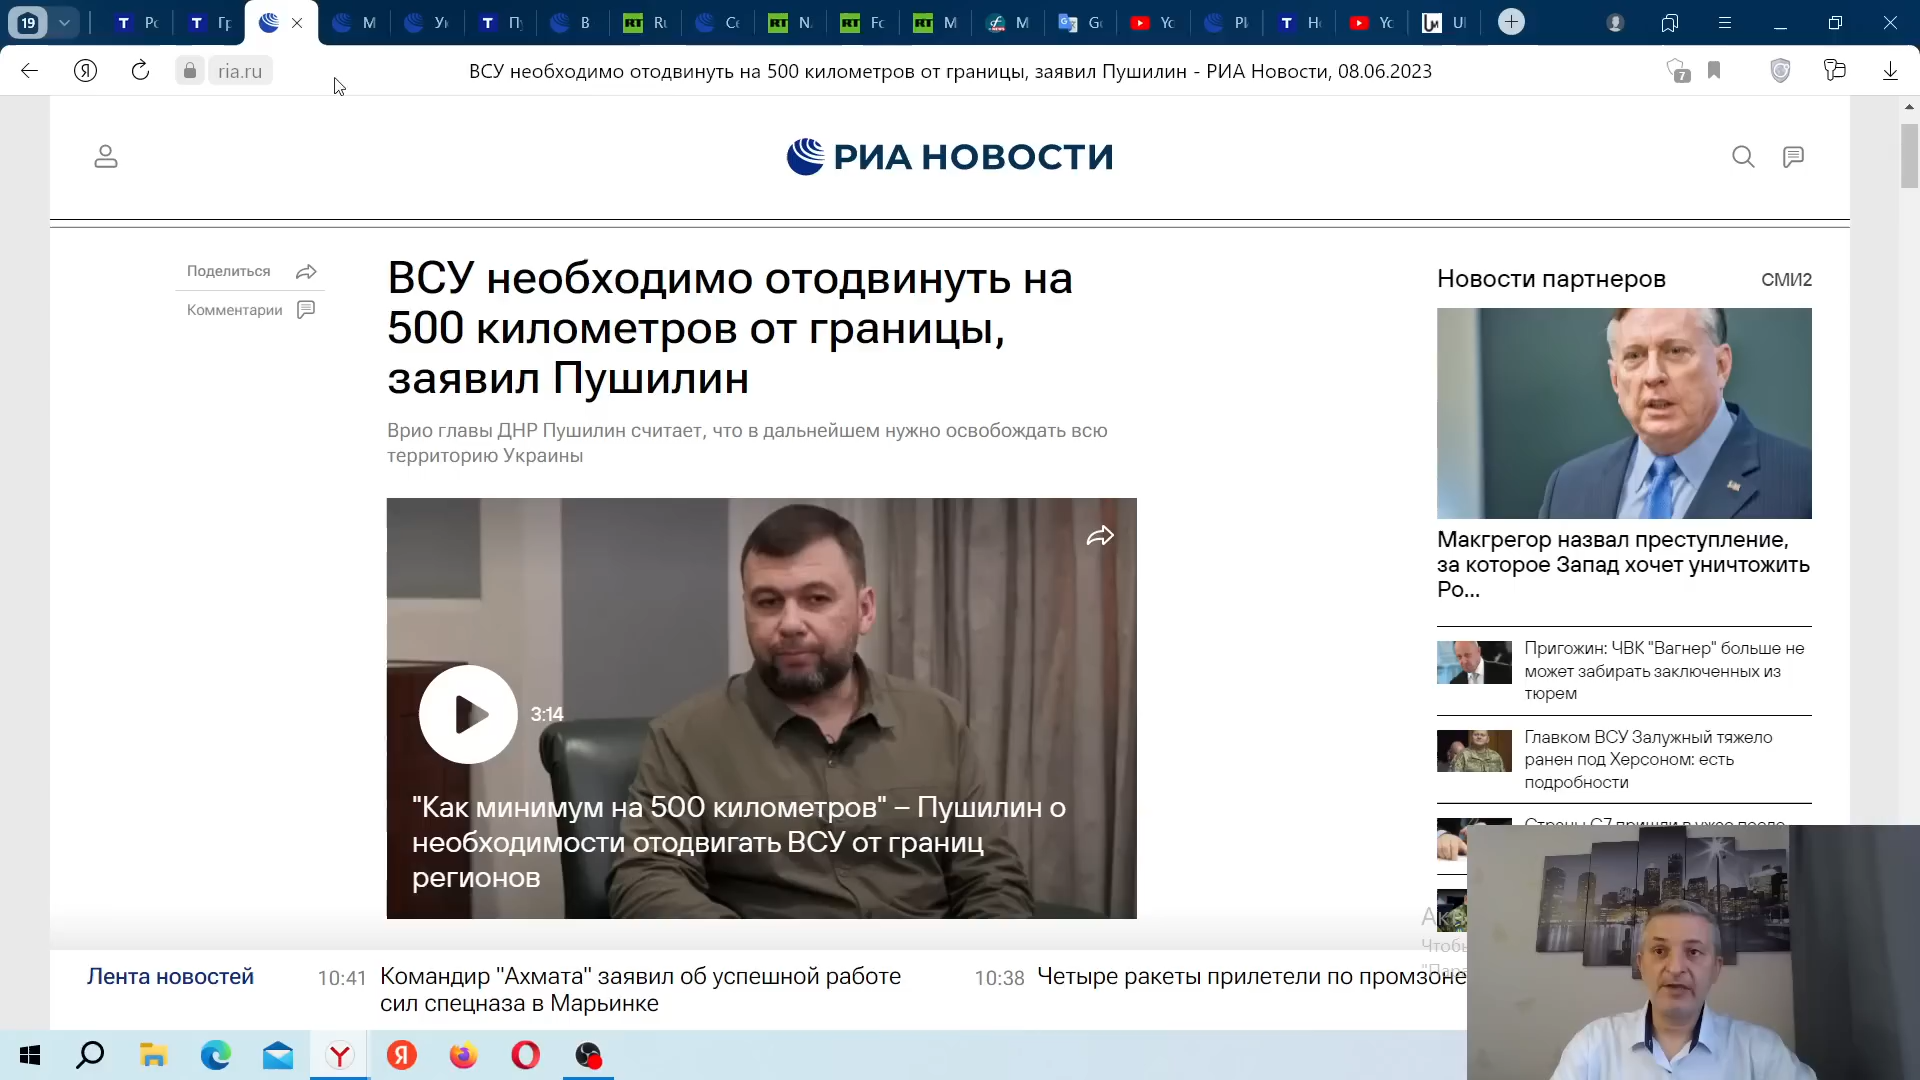 19
ria.ru
ВСУ необходимо отодвинуть на 500 километров от границы, заявил Пушилин - РИА Новости, 08.06.2023
7
РИА НОВОСТИ
Поделиться
Комментарии
ВСУ необходимо отодвинуть на
500 километров от границы,
заявил Пушилин
Врио главы ДНР Пушилин считает, что в дальнейшем нужно освобождать всю
территорию Украины
3:14
"Как минимум на 500 километров" – Пушилин о
необходимости отодвигать ВСУ от границ
регионов
Новости партнеров СМИ2
Макгрегор назвал преступление,
за которое Запад хочет уничтожить
Ро...
Пригожин: ЧВК "Вагнер" больше не
может забирать заключенных из
тюрем
Главком ВСУ Залужный тяжело
ранен под Херсоном: есть
подробности
Лента новостей
10:41 Командир "Ахмата" заявил об успешной работе
сил спецназа в Марьинке
10:38 Четыре ракеты прилетели по промзоне